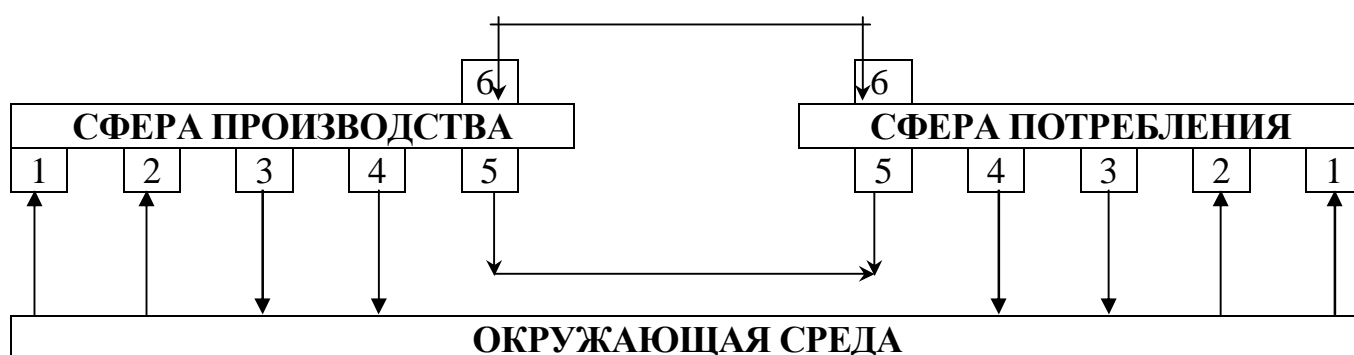 6 6
СФЕРА ПРОИЗВОДСТВА СФЕРА ПОТРЕБЛЕНИЯ
1 2 3 4 5 5 4 3 2 1
ОКРУЖАЮЩАЯ СРЕДА